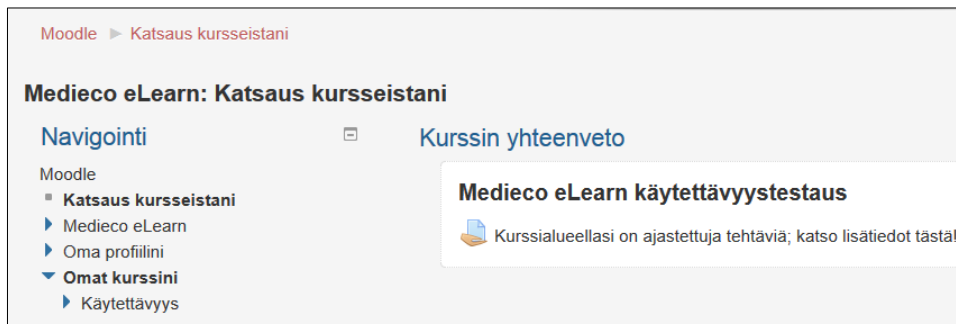 Moodle ► Katsaus kursseistani
Medieco eLearn: Katsaus kursseistani
Navigointi
Moodle
Katsaus kursseistani
Medieco eLearn
Oma profiilini
Omat kurssini
Käytettävyys
Kurssin yhteenveto
Medieco eLearn käytettävyystestaus
Kurssialueellasi on ajastettuja tehtäviä; katso lisätiedot tästä!